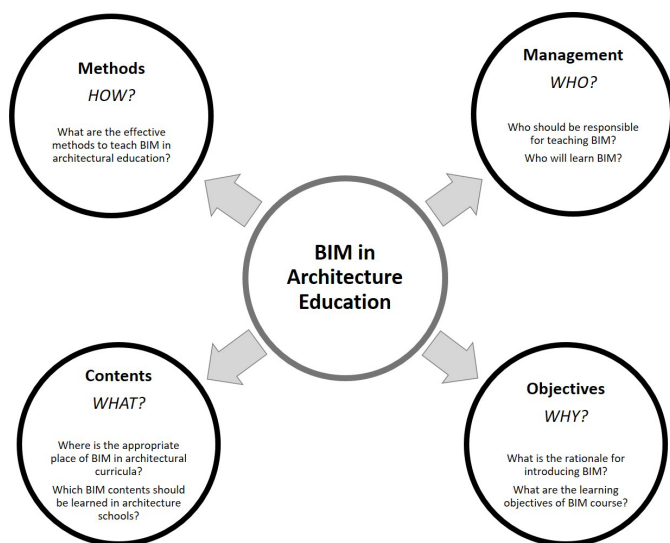 Methods
HOW?
What are the effective
methods to teach BIM in
architectural education?
Management
WHO?
Who should be responsible
for teaching BIM?
Who will learn BIM?
BIM in
Architecture
Education
Contents
WHAT?
Where is the appropriate
place of BIM in architectural
curricula?
Which BIM contents should
be learned in architecture
schools?
Objectives
WHY?
What is the rationale for
introducing BIM?
What are the learning
objectives of BIM course?